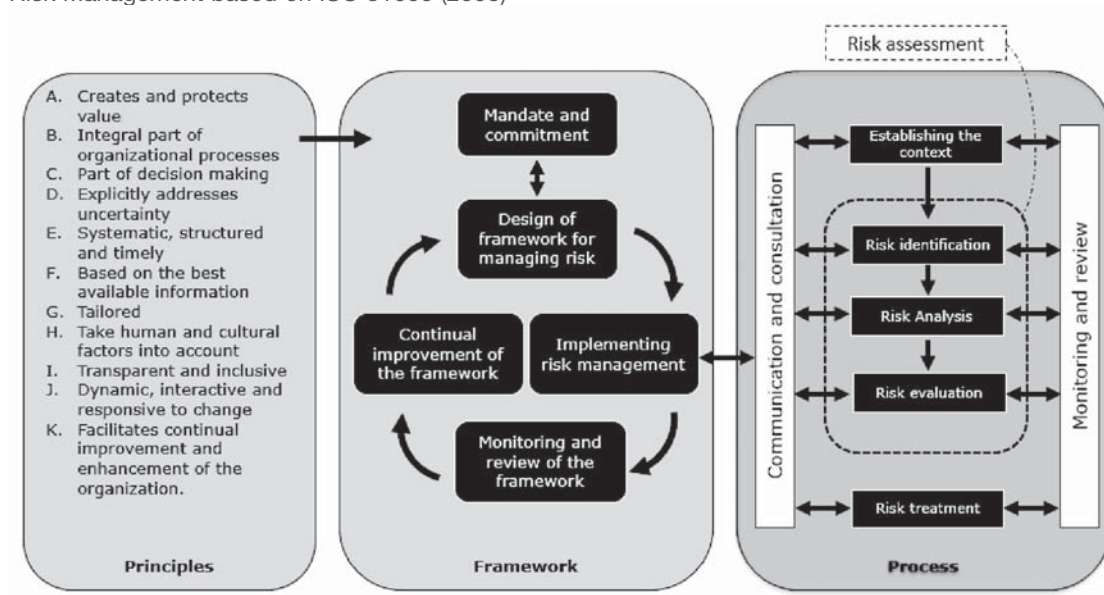 Risk Management based on ISO
A. Creates and protects
value
B. Integral part of
organizational processes
C. Part of decision making
D. Explicitly addresses
uncertainty
E. Systematic, structured
and timely
F. Based on the best
available information
G. Tailored
H. Take human and cultural
factors into account
I. Transparent and inclusive
J. Dynamic, interactive and
responsive to change
K. Facilitates continual
improvement and
enhancement of the
organization.
Principles
Mandate and
commitment
Design of
framework for
managing risk
Continual
improvement of
the framework
Implementing
risk management
Monitoring and
review of the
framework
Framework
Risk assessment
Communication and consultation
Establishing the
context
Risk identification
Risk Analysis
Risk evaluation
Risk treatment
Monitoring and review
Process